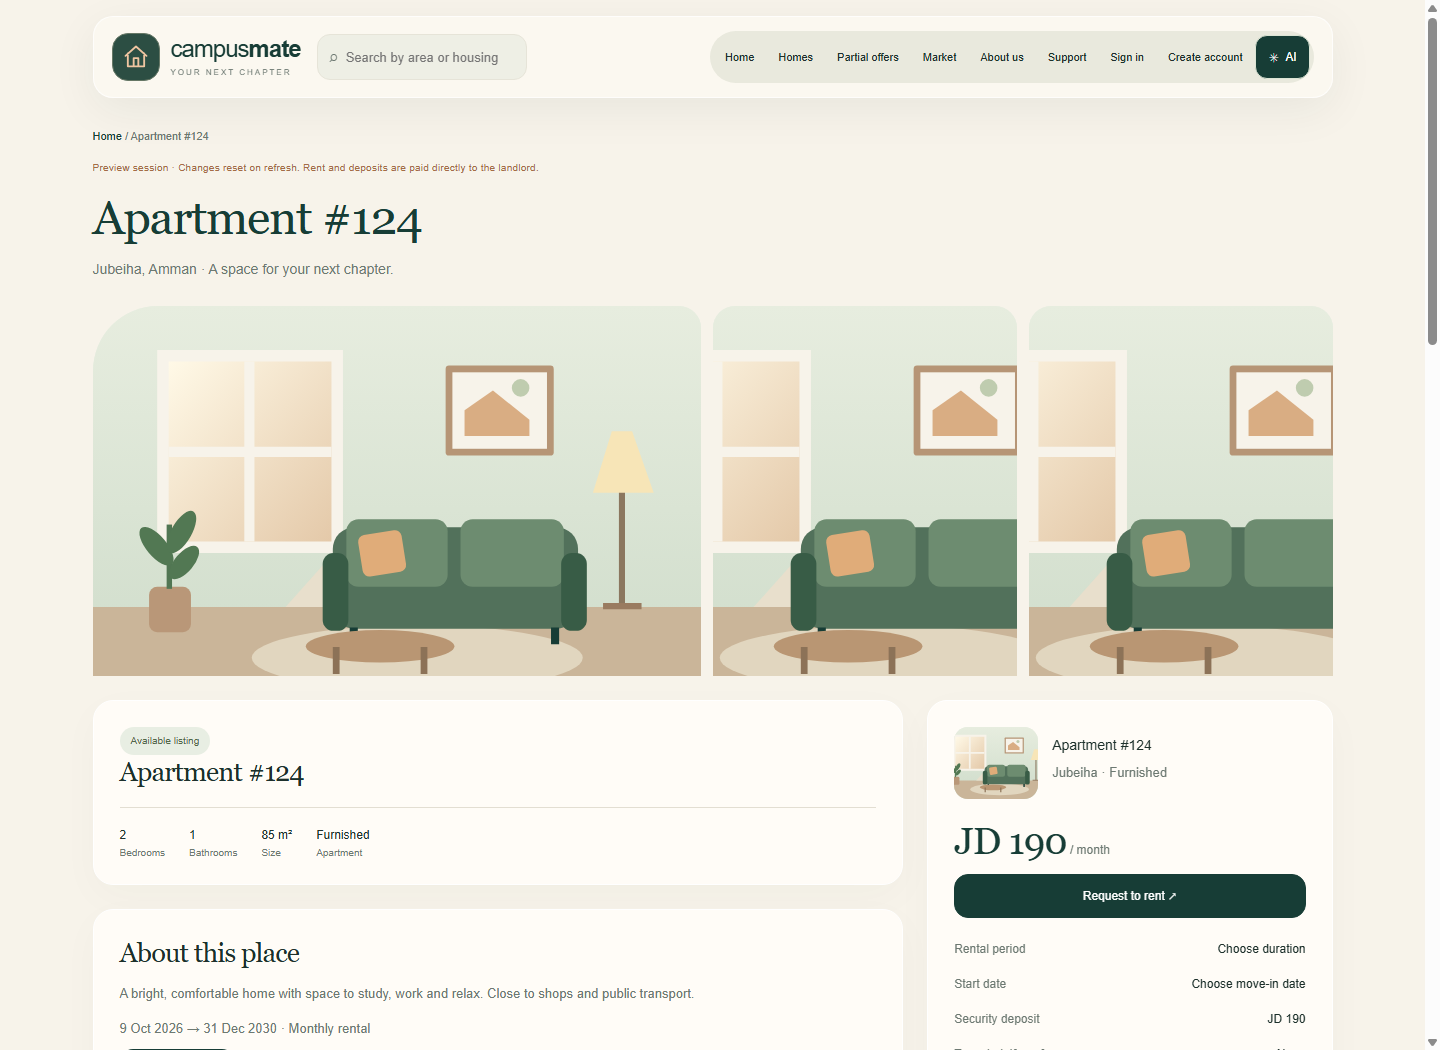 campusmate
YOUR NEXT CHAPTER
Search by area or housing
Home
Homes
Partial offers
Market
About us
Support
Sign in
Create account
AI
Home / Apartment #124
Preview session · Changes reset on refresh. Rent and deposits are paid directly to the landlord.
Apartment #124
Jubeiha, Amman · A space for your next chapter.
Available listing
Apartment #124
2
Bedrooms
1
Bathrooms
85 m²
Size
Furnished
Apartment
About this place
A bright, comfortable home with space to study, work and relax. Close to shops and public transport.
9 Oct 2026 → 31 Dec 2030 · Monthly rental
Apartment #124
Jubeiha · Furnished
JD 190 / month
Request to rent ↗
Rental period Choose duration
Start date Choose move-in date
Security deposit JD 190